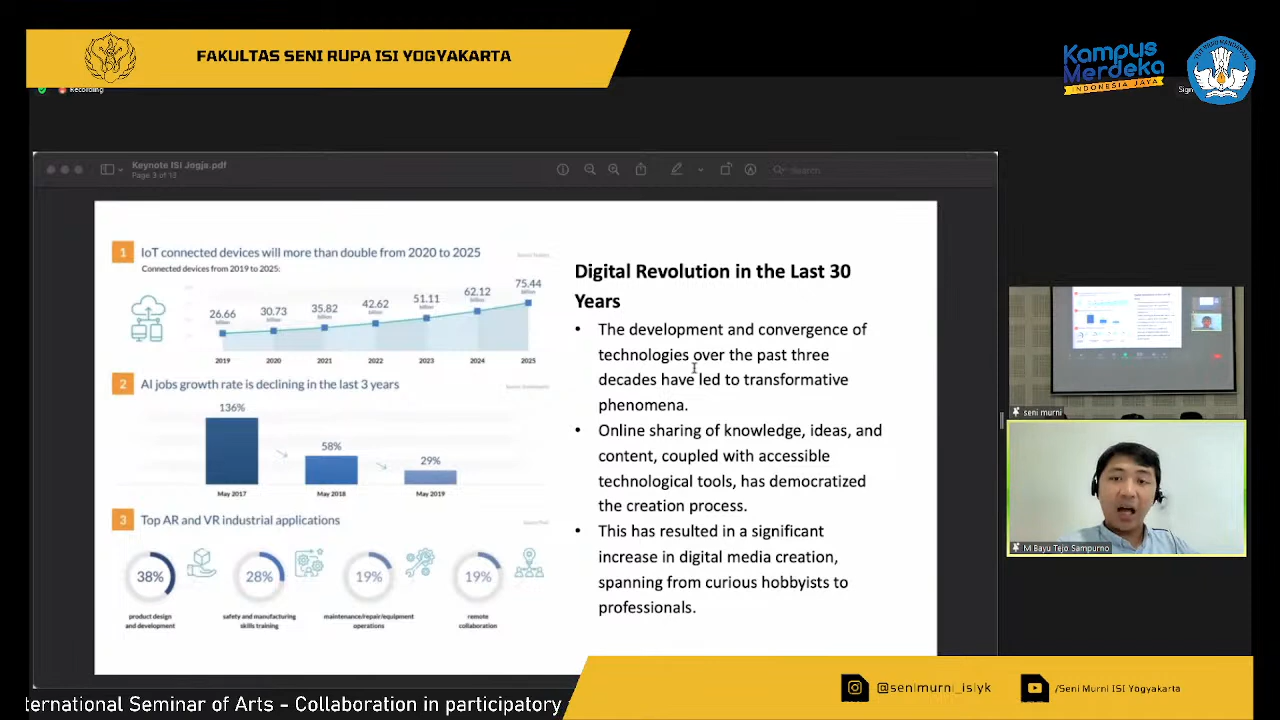 FAKULTAS SENI RUPA ISI YOGYAKARTA
Kampus
Merdeka
INDONESIA JAYA
Recording
Sign
Keynote ISI Jogja.pdf
Page 3 of 13
Search
1 IoT connected devices will more than double from 2020 to 2025
Connected devices from 2019 to 2025:
26.66 30.73 35.82 42.62 51.11 62.12 75.44
billion billion billion billion billion billion billion
2019 2020 2021 2022 2023 2024 2025
2 AI jobs growth rate is declining in the last 3 years
136% 58% 29%
May 2017 May 2018 May 2019
3 Top AR and VR industrial applications
38% 28% 19% 19%
product design
and development
safety and manufacturing
skills training
maintenance/repair/equipment
operations
remote
collaboration
Digital Revolution in the Last 30
Years
• The development and convergence of
technologies over the past three
decades have led to transformative
phenomena.
• Online sharing of knowledge, ideas, and
content, coupled with accessible
technological tools, has democratized
the creation process.
• This has resulted in a significant
increase in digital media creation,
spanning from curious hobbyists to
professionals.
seni murni
M Bayu Tejo Sampurno
ternational Seminar of Arts - Collaboration in participatory
@senimurni_isiyk
/Seni Murni ISI Yogyakarta